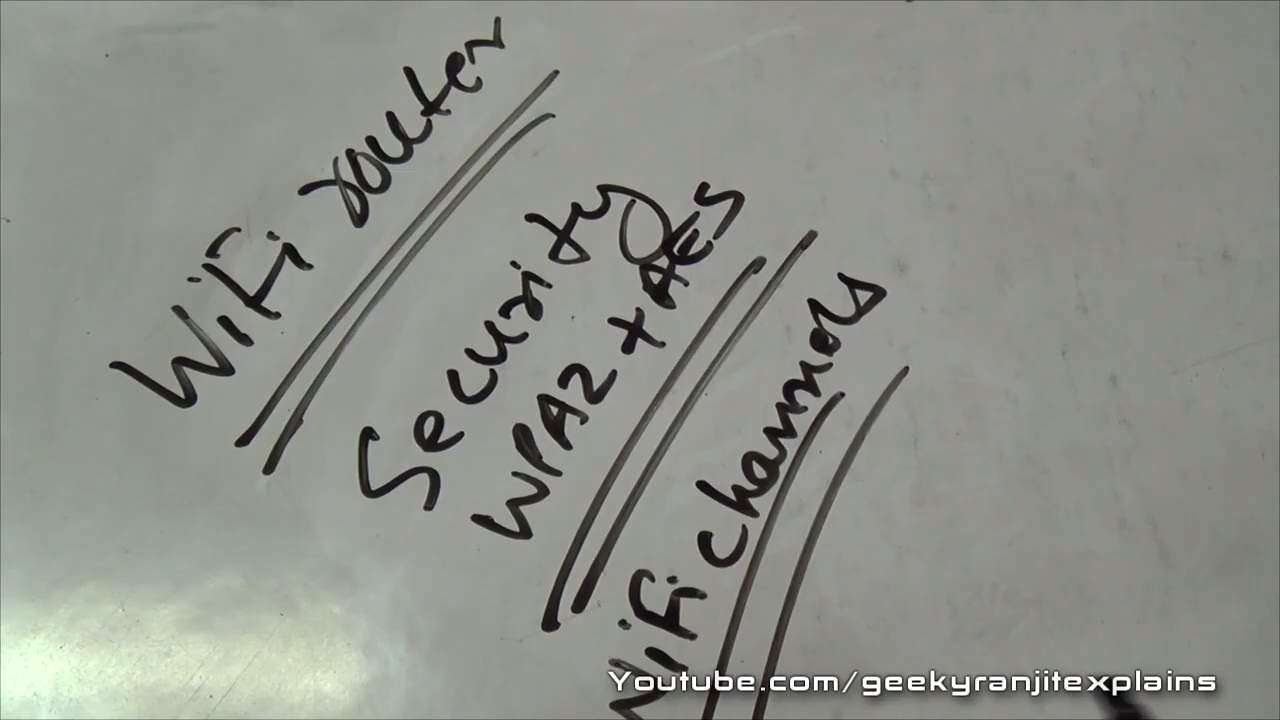 WiFi router
Security
WPA2 + AES
WiFi channels
Youtube.com/geekyranjitexplains